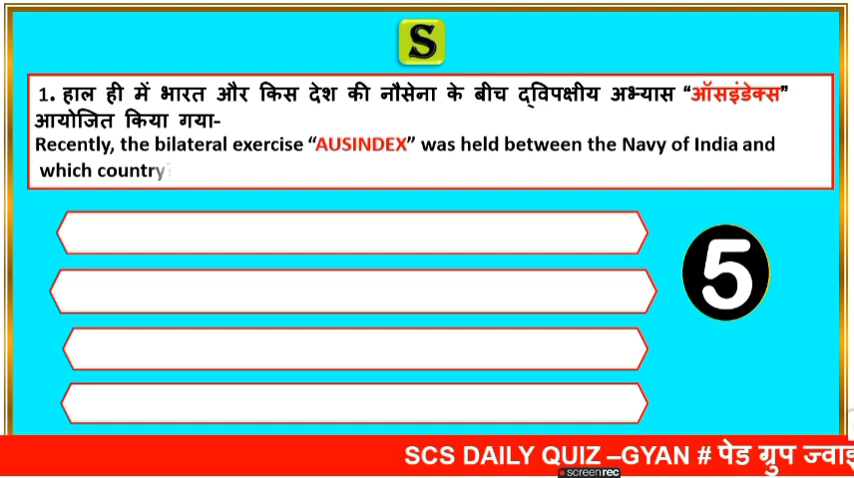 S
1. हाल ही में भारत और किस देश की नौसेना के बीच द्विपक्षीय अभ्यास “ऑसइंडेक्स”
आयोजित किया गया-
Recently, the bilateral exercise “AUSINDEX” was held between the Navy of India and
which country?
5
SCS DAILY QUIZ –GYAN # पेड ग्रुप
screenrec